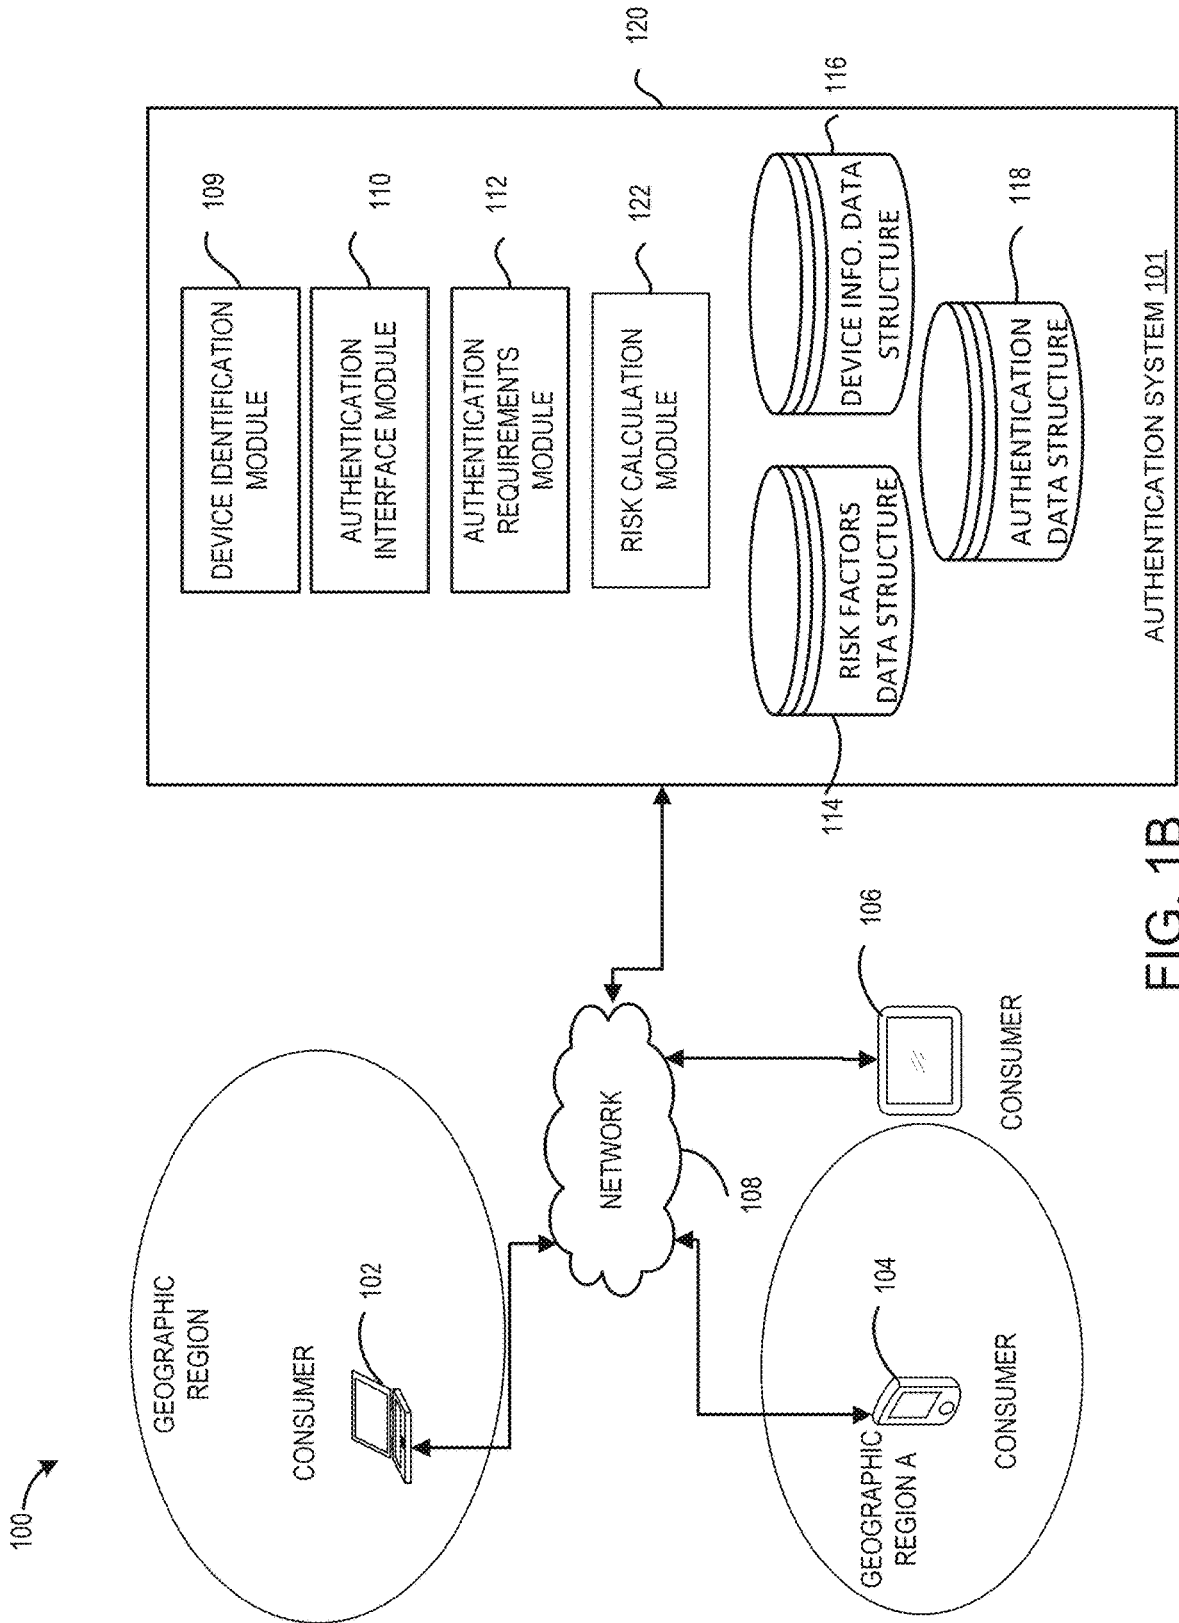 100
GEOGRAPHIC
REGION
CONSUMER
102
GEOGRAPHIC
REGION A
104
CONSUMER
NETWORK
108
106
CONSUMER
120
DEVICE IDENTIFICATION
MODULE
109
AUTHENTICATION
INTERFACE MODULE
110
AUTHENTICATION
REQUIREMENTS
MODULE
112
RISK CALCULATION
MODULE
122
RISK FACTORS
DATA STRUCTURE
114
DEVICE INFO. DATA
STRUCTURE
116
AUTHENTICATION
DATA STRUCTURE
118
AUTHENTICATION SYSTEM 101
FIG. 1B